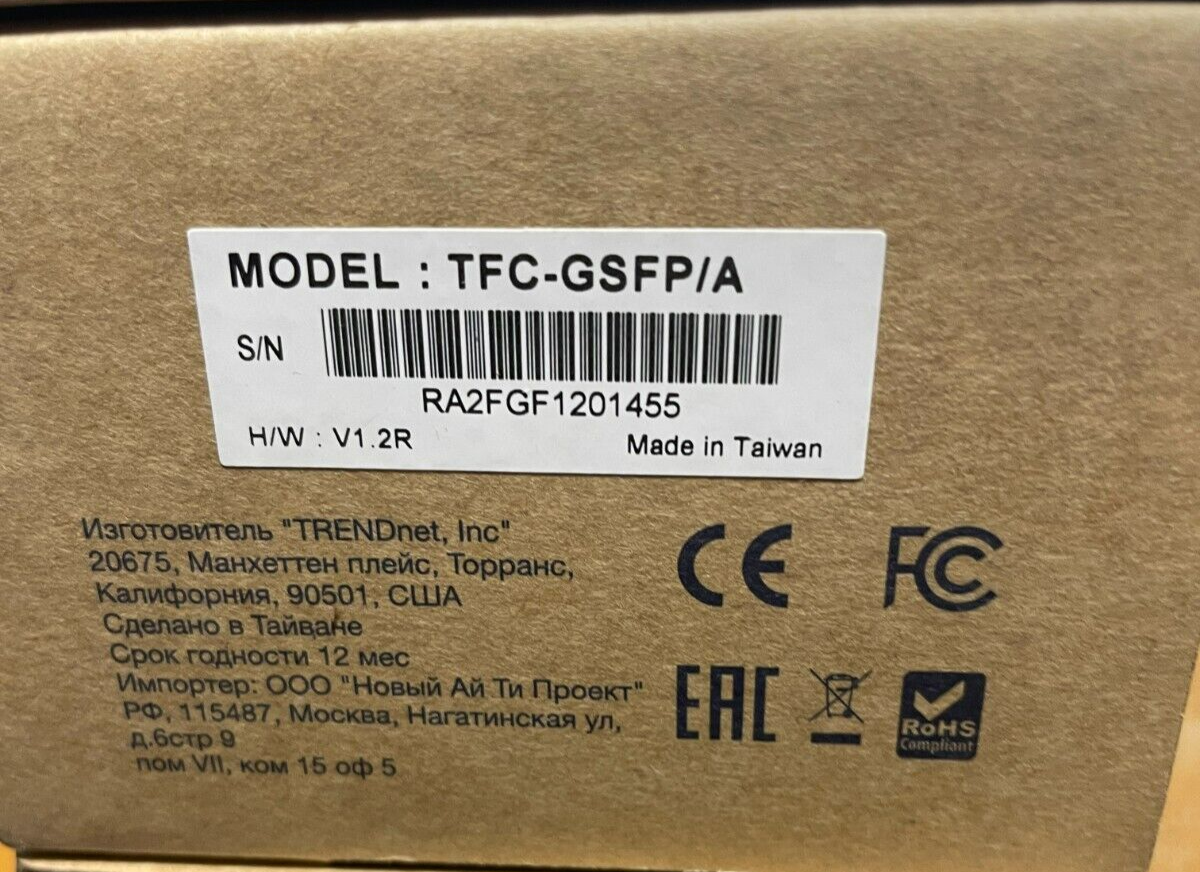 MODEL : TFC-GSFP/A
S/N
RA2FGF1201455
H/W : V1.2R
Made in Taiwan
Изготовитель "TRENDnet, Inc"
20675, Манхеттен плейс, Торранс,
Калифорния, 90501, США
Сделано в Тайване
Срок годности 12 мес
Импортер: ООО "Новый Ай Ти Проект"
РФ, 115487, Москва, Нагатинская ул,
д.6стр 9
пом VII, ком 15 оф 5
CE
FC
EAC
RoHS
Compliant